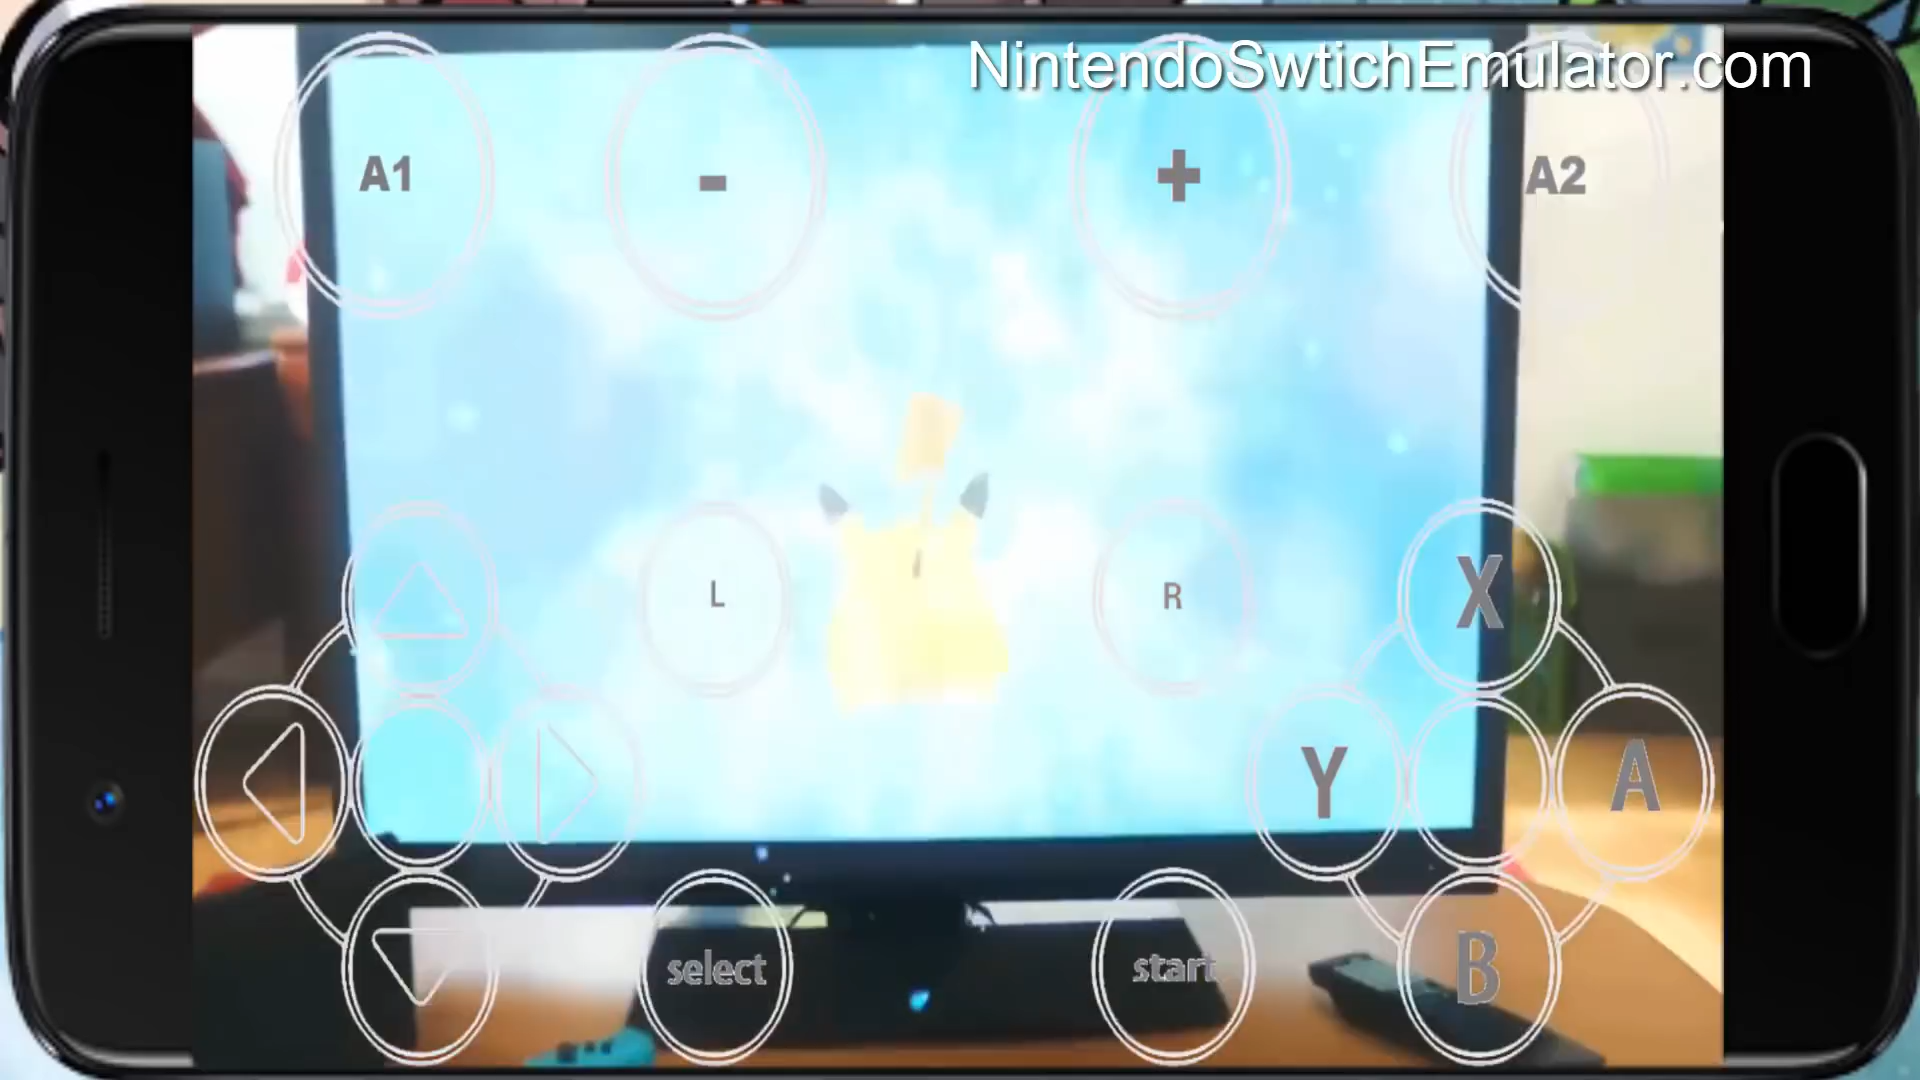 NintendoSwtichEmulator.com
A1 - + A2
L R X
Y A
select start B